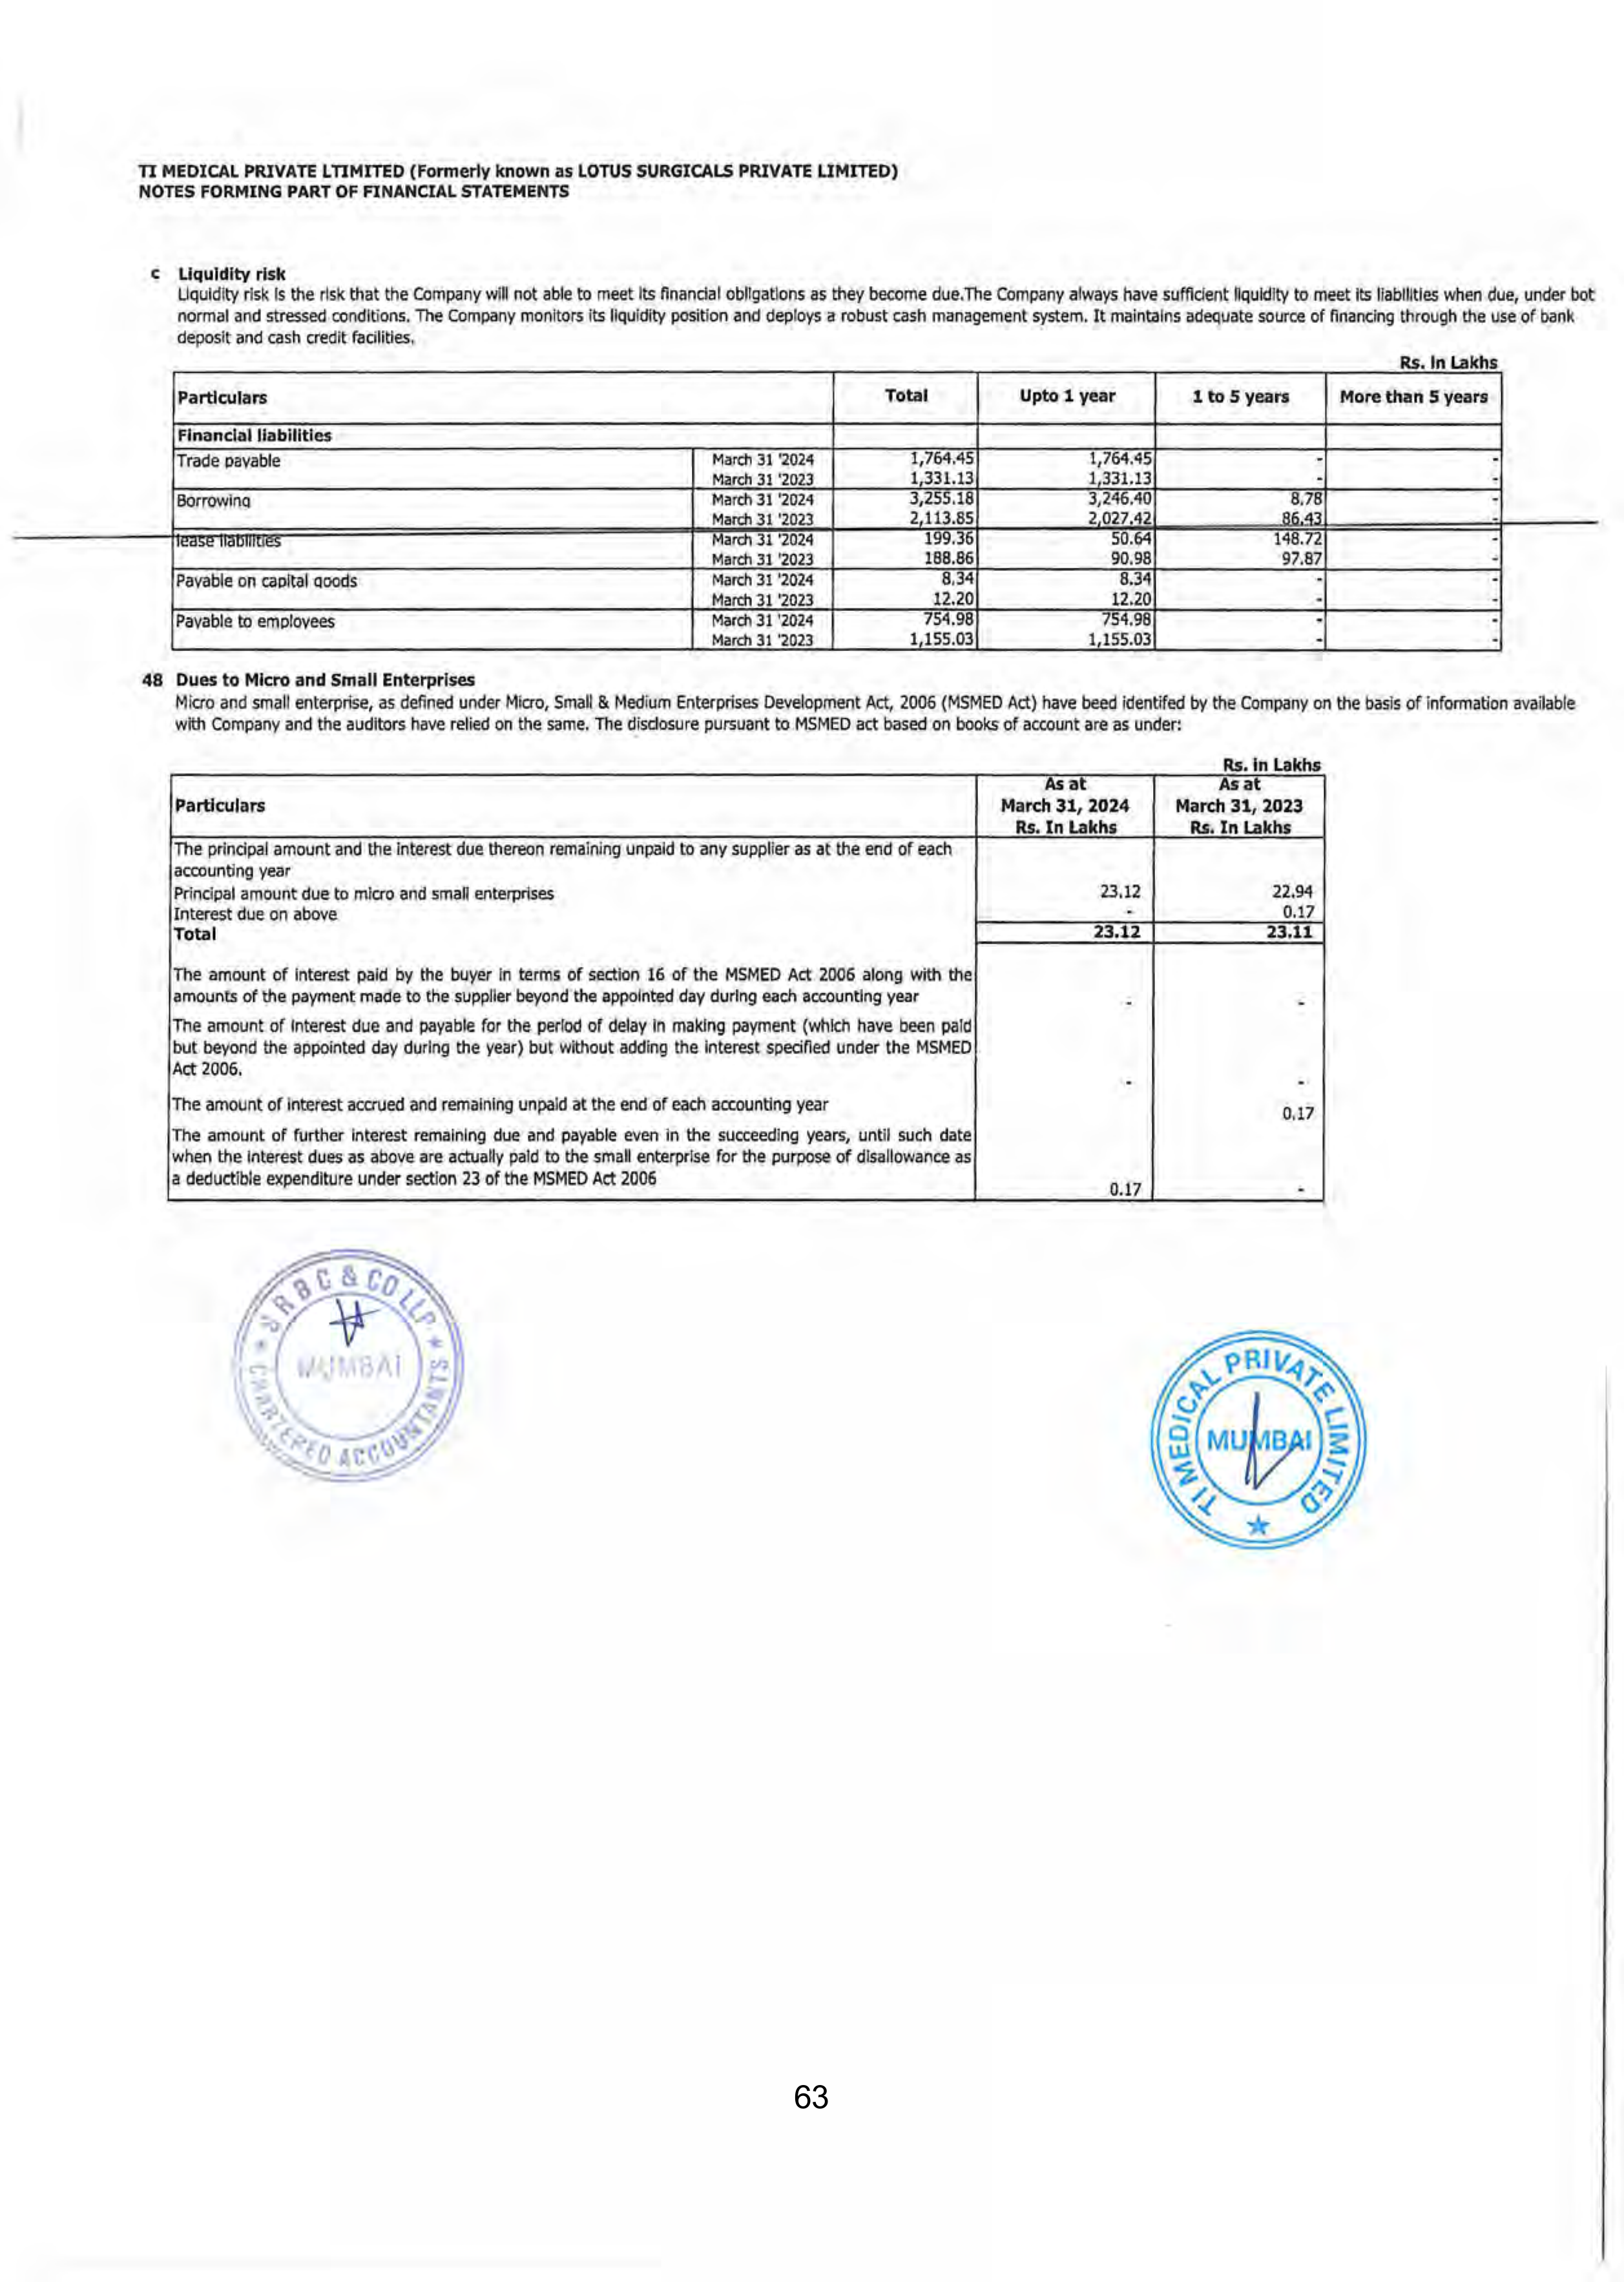 TI MEDICAL PRIVATE LTIMITED (Formerly known as LOTUS SURGICALS PRIVATE LIMITED)
NOTES FORMING PART OF FINANCIAL STATEMENTS
c Liquidity risk
Liquidity risk is the risk that the Company will not able to meet its financial obligations as they become due.The Company always have sufficient liquidity to meet its liabilities when due, under bot
normal and stressed conditions. The Company monitors its liquidity position and deploys a robust cash management system. It maintains adequate source of financing through the use of bank
deposit and cash credit facilities.
Rs. In Lakhs
Particulars Total Upto 1 year 1 to 5 years More than 5 years
Financial liabilities
Trade payable March 31 '2024 1,764.45 1,764.45 - -
March 31 '2023 1,331.13 1,331.13 - -
Borrowing March 31 '2024 3,255.18 3,246.40 8.78 -
March 31 '2023 2,113.85 2,027.42 86.43 -
lease liabilities March 31 '2024 199.36 50.64 148.72 -
March 31 '2023 188.86 90.98 97.87 -
Payable on capital goods March 31 '2024 8.34 8.34 - -
March 31 '2023 12.20 12.20 - -
Payable to employees March 31 '2024 754.98 754.98 - -
March 31 '2023 1,155.03 1,155.03 - -
48 Dues to Micro and Small Enterprises
Micro and small enterprise, as defined under Micro, Small & Medium Enterprises Development Act, 2006 (MSMED Act) have beed identifed by the Company on the basis of information available
with Company and the auditors have relied on the same. The disclosure pursuant to MSMED act based on books of account are as under:
Rs. in Lakhs
As at As at
Particulars March 31, 2024 March 31, 2023
Rs. In Lakhs Rs. In Lakhs
The principal amount and the interest due thereon remaining unpaid to any supplier as at the end of each
accounting year
Principal amount due to micro and small enterprises 23.12 22.94
Interest due on above - 0.17
Total 23.12 23.11
The amount of interest paid by the buyer in terms of section 16 of the MSMED Act 2006 along with the
amounts of the payment made to the supplier beyond the appointed day during each accounting year - -
The amount of interest due and payable for the period of delay in making payment (which have been paid
but beyond the appointed day during the year) but without adding the interest specified under the MSMED
Act 2006. - -
The amount of interest accrued and remaining unpaid at the end of each accounting year 0.17
The amount of further interest remaining due and payable even in the succeeding years, until such date
when the interest dues as above are actually paid to the small enterprise for the purpose of disallowance as
a deductible expenditure under section 23 of the MSMED Act 2006 0.17 -
RBC & CO LLP
MUMBAI
CHARTERED ACCOUNTANTS
TI MEDICAL PRIVATE LIMITED
MUMBAI
63